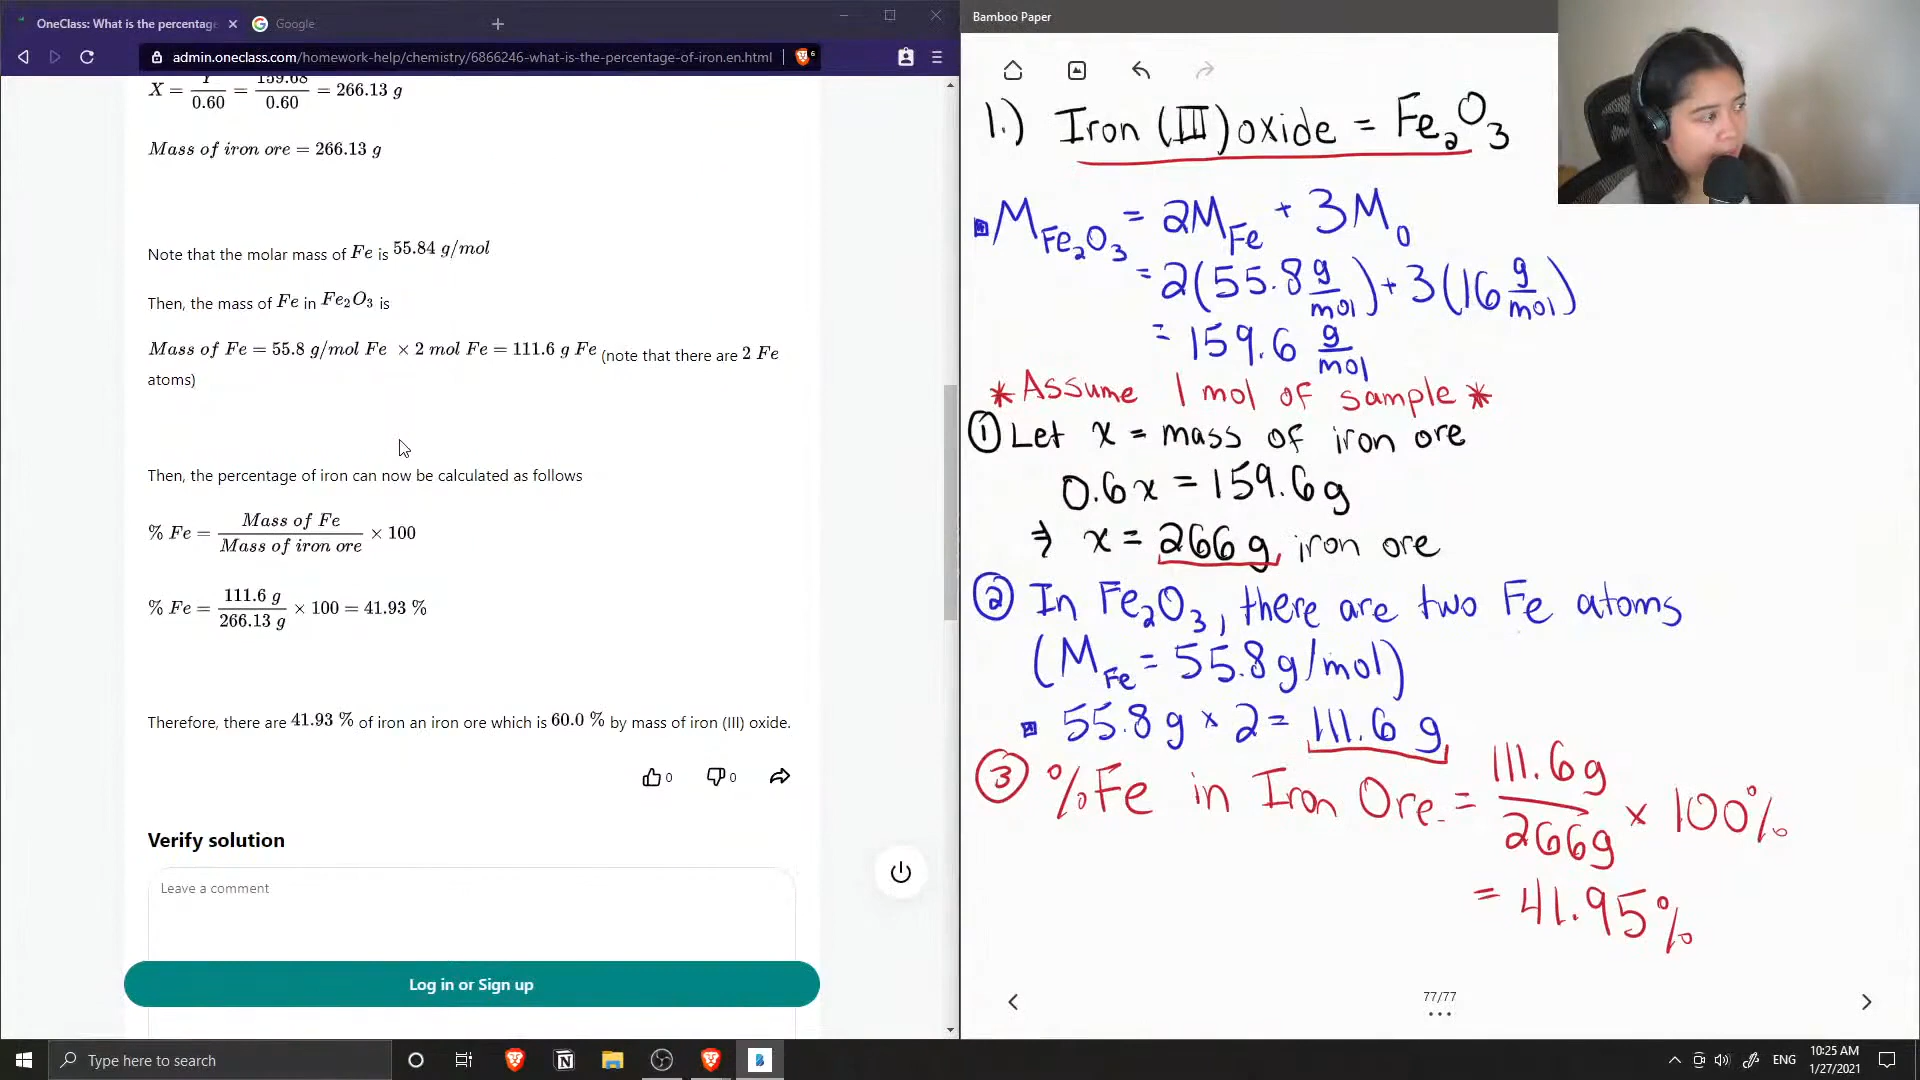 OneClass: What is the percentag
Google
admin.oneclass.com/homework-help/chemistry/6866246-what-is-the-percentage-of-iron.en.html
6
X = Y/0.60 = 159.68/0.60 = 266.13 g
Mass of iron ore = 266.13 g
Note that the molar mass of Fe is 55.84 g/mol
Then, the mass of Fe in Fe₂O₃ is
Mass of Fe = 55.8 g/mol Fe × 2 mol Fe = 111.6 g Fe (note that there are 2 Fe
atoms)
Then, the percentage of iron can now be calculated as follows
% Fe = Mass of Fe/Mass of iron ore × 100
% Fe = 111.6 g/266.13 g × 100 = 41.93 %
Therefore, there are 41.93 % of iron an iron ore which is 60.0 % by mass of iron (III) oxide.
0
0
Verify solution
Leave a comment
Log in or Sign up
Bamboo Paper
1.) Iron (III) oxide = Fe₂O₃
M Fe₂O₃ = 2M Fe + 3M O
= 2(55.8 g/mol) + 3(16 g/mol)
= 159.6 g/mol
*Assume 1 mol of sample*
① Let x = mass of iron ore
0.6x = 159.6g
⇒ x = 266 g iron ore
② In Fe₂O₃, there are two Fe atoms
(M Fe = 55.8 g/mol)
55.8 g × 2 = 111.6 g
③ % Fe in Iron Ore = 111.6g/266g × 100%
= 41.95%
77/77
Type here to search
ENG
10:25 AM
1/27/2021